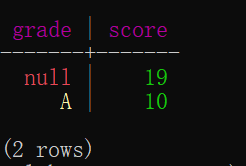 grade | score
-------+-------
null | 19
A | 10
(2 rows)